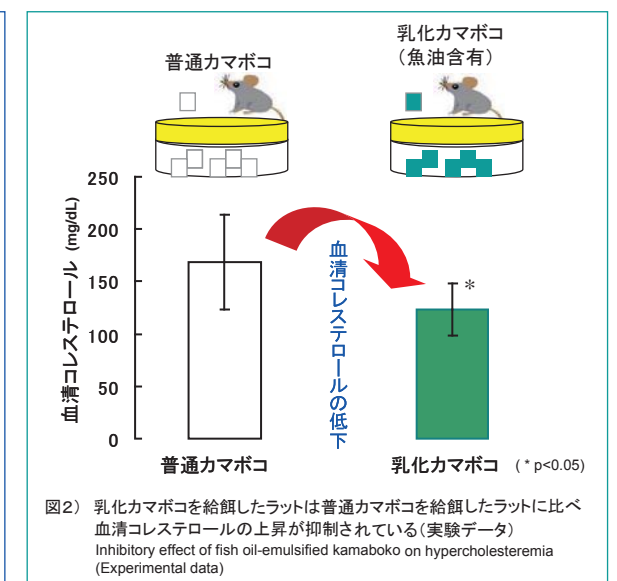 普通カマボコ
乳化カマボコ
（魚油含有）
血清コレステロール (mg/dL)
250
200
150
100
50
0
血清コレステロールの低下
*
普通カマボコ
乳化カマボコ ( * p<0.05)
図2） 乳化カマボコを給餌したラットは普通カマボコを給餌したラットに比べ
血清コレステロールの上昇が抑制されている（実験データ）
Inhibitory effect of fish oil-emulsified kamaboko on hypercholesteremia
(Experimental data)